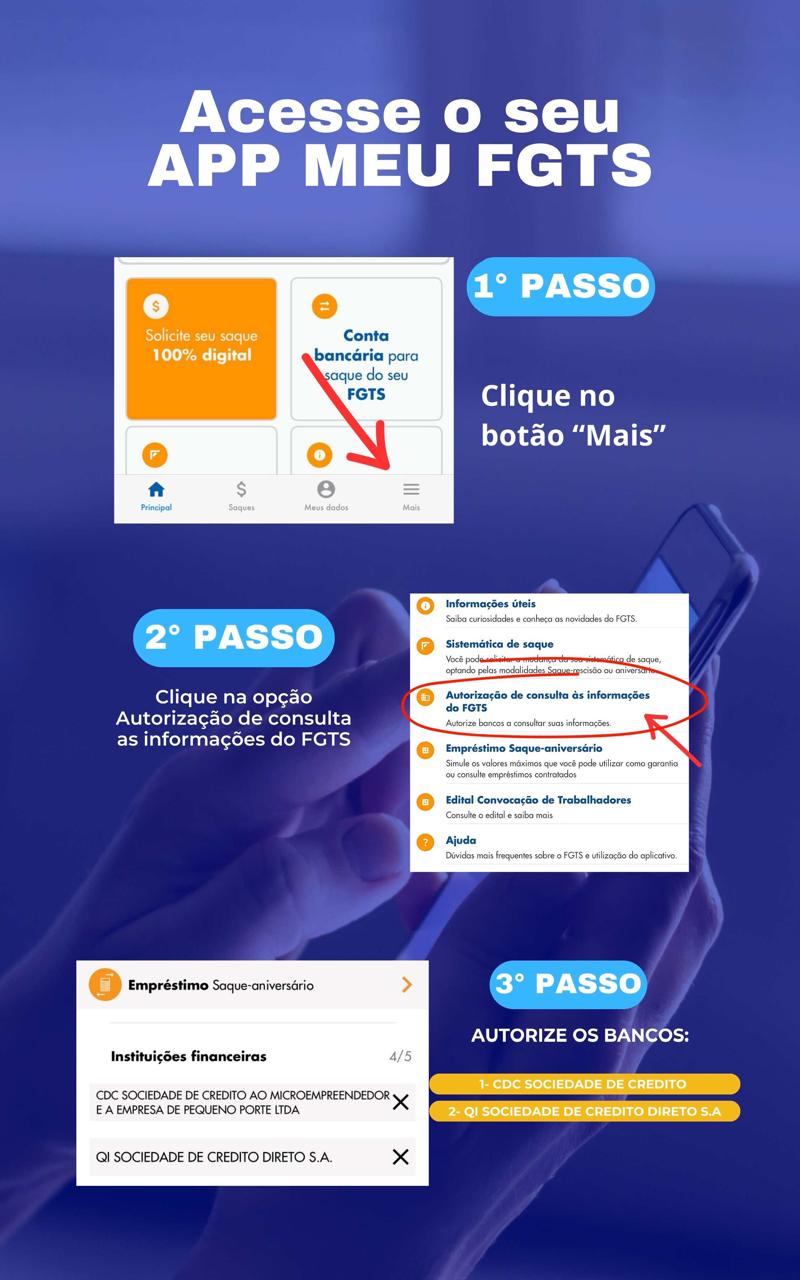 Acesse o seu
APP MEU FGTS
Solicite seu saque
100% digital
Conta
bancária para
saque do seu
FGTS
Principal
Saques
Meus dados
Mais
1° PASSO
Clique no
botão “Mais”
2° PASSO
Clique na opção
Autorização de consulta
as informações do FGTS
Informações úteis
Saiba curiosidades e conheça as novidades do FGTS.
Sistemática de saque
Você pode solicitar a mudança da sua sistemática de saque,
optando pelas modalidades Saque-rescisão ou aniversário.
Autorização de consulta às informações
do FGTS
Autorize bancos a consultar suas informações.
Empréstimo Saque-aniversário
Simule os valores máximos que você pode utilizar como garantia
ou consulte empréstimos contratados
Edital Convocação de Trabalhadores
Consulte o edital e saiba mais
Ajuda
Dúvidas mais frequentes sobre o FGTS e utilização do aplicativo.
Empréstimo Saque-aniversário
Instituições financeiras 4/5
CDC SOCIEDADE DE CREDITO AO MICROEMPREENDEDOR
E A EMPRESA DE PEQUENO PORTE LTDA
QI SOCIEDADE DE CREDITO DIRETO S.A.
3° PASSO
AUTORIZE OS BANCOS:
1- CDC SOCIEDADE DE CREDITO
2- QI SOCIEDADE DE CREDITO DIRETO S.A